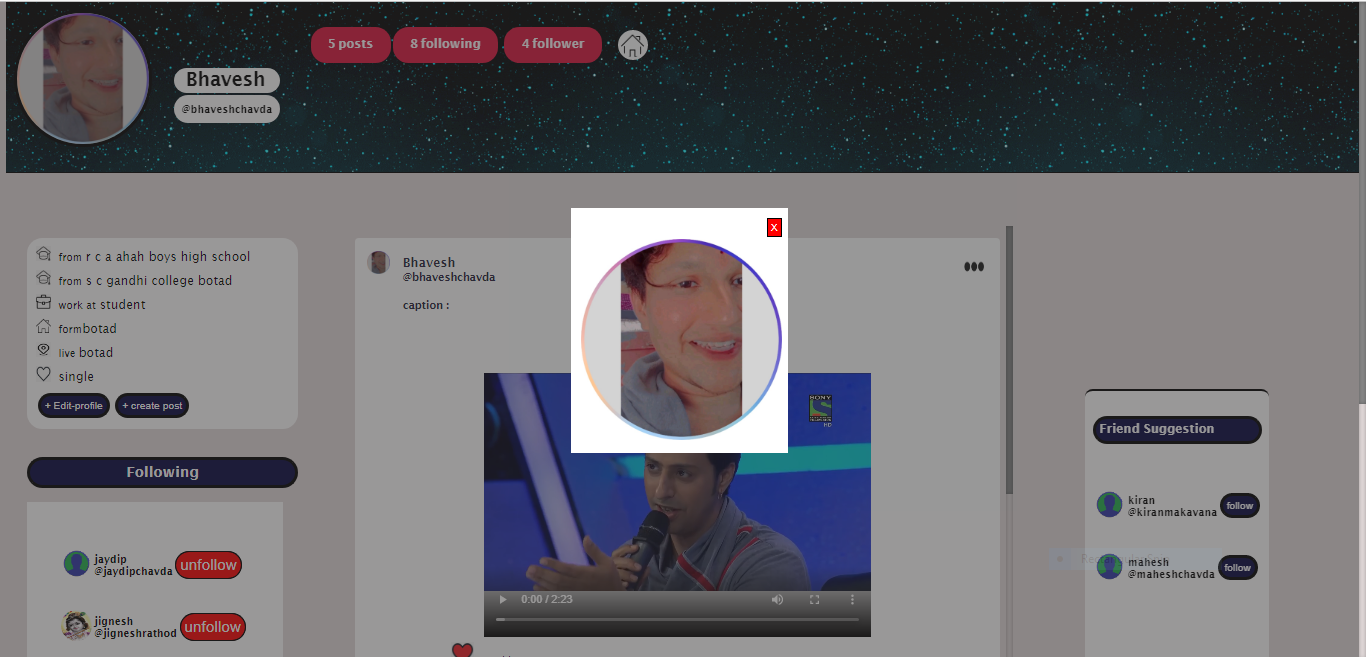 5 posts
8 following
4 follower
Bhavesh
@bhaveshchavda
X
from r c a ahah boys high school
from s c gandhi college botad
work at student
formbotad
live botad
single
+ Edit-profile
+ create post
Following
jaydip
@jaydipchavda
unfollow
jignesh
@jigneshrathod
unfollow
Bhavesh
@bhaveshchavda
caption :
SONY
HD
0:00 / 2:23
Friend Suggestion
kiran
@kiranmakavana
follow
mahesh
@maheshchavda
follow